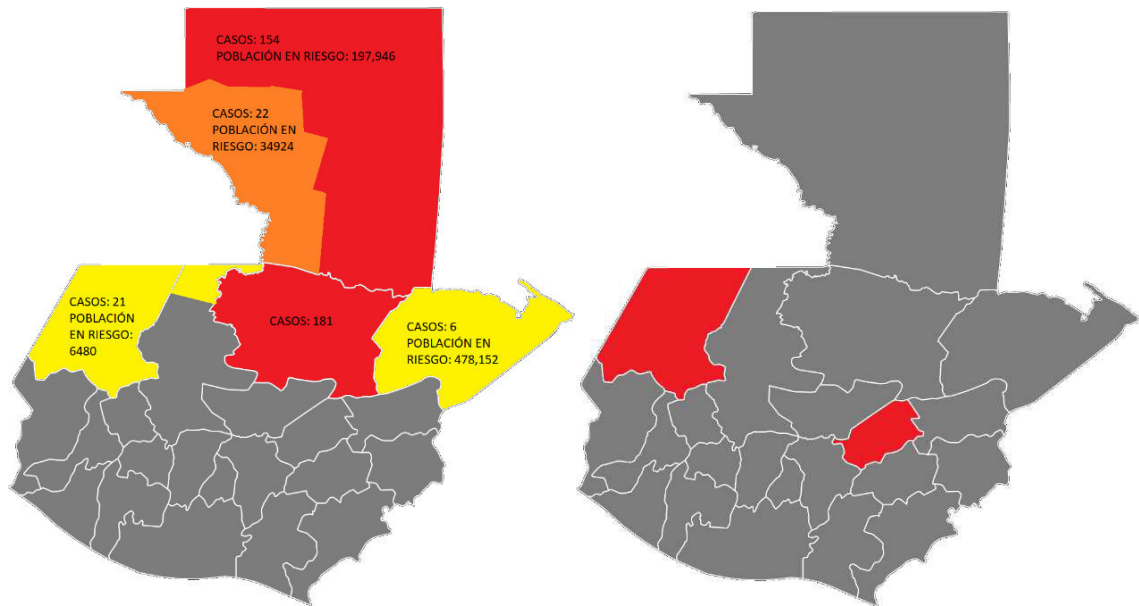 CASOS: 154
POBLACIÓN EN RIESGO: 197,946
CASOS: 22
POBLACIÓN EN
RIESGO: 34924
CASOS: 21
POBLACIÓN
EN RIESGO:
6480
CASOS: 181
CASOS: 6
POBLACIÓN EN
RIESGO: 478,152